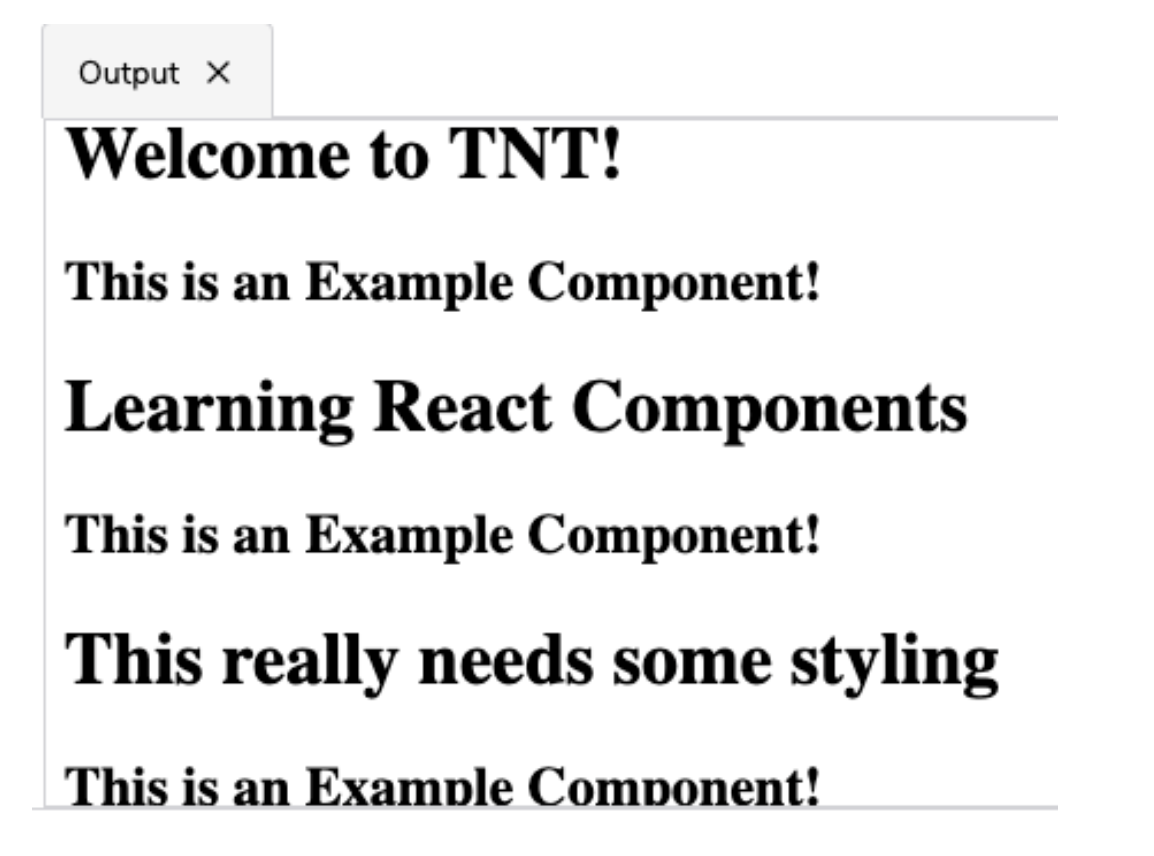 Output
Welcome to TNT!
This is an Example Component!
Learning React Components
This is an Example Component!
This really needs some styling
This is an Example Component!